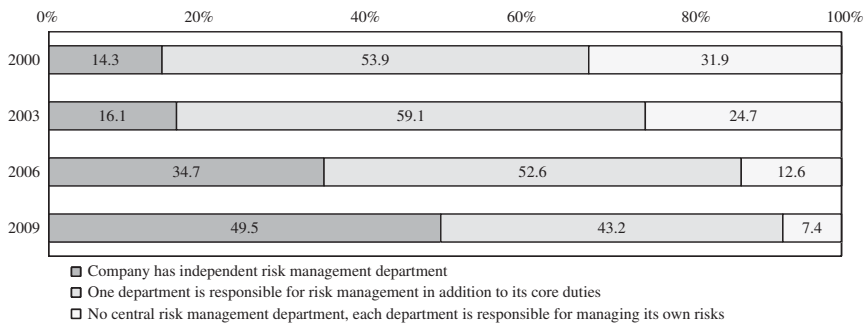 0% 20% 40% 60% 80% 100%
2000 14.3 53.9 31.9
2003 16.1 59.1 24.7
2006 34.7 52.6 12.6
2009 49.5 43.2 7.4
Company has independent risk management department
One department is responsible for risk management in addition to its core duties
No central risk management department, each department is responsible for managing its own risks